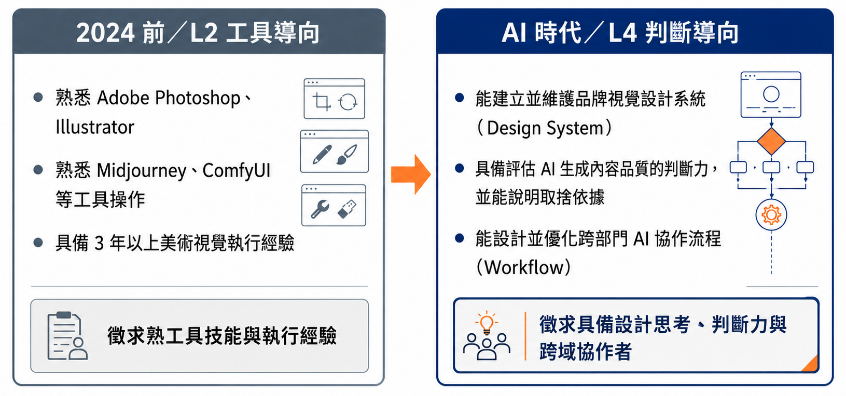 2024 前／L2 工具導向
熟悉 Adobe Photoshop、
Illustrator
熟悉 Midjourney、ComfyUI
等工具操作
具備 3 年以上美術視覺執行經驗
徵求熟工具技能與執行經驗
AI 時代／L4 判斷導向
能建立並維護品牌視覺設計系統
（Design System）
具備評估 AI 生成內容品質的判斷力，
並能說明取捨依據
能設計並優化跨部門 AI 協作流程
（Workflow）
徵求具備設計思考、判斷力與
跨域協作者